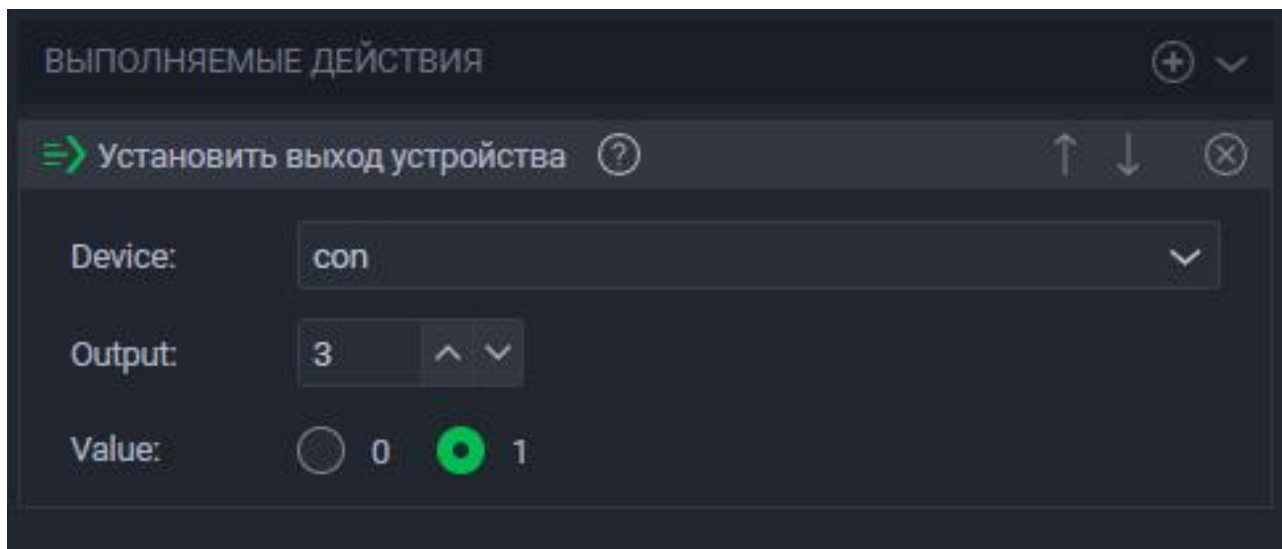 ВЫПОЛНЯЕМЫЕ ДЕЙСТВИЯ
Установить выход устройства ?
Device: con
Output: 3
Value: 0 1